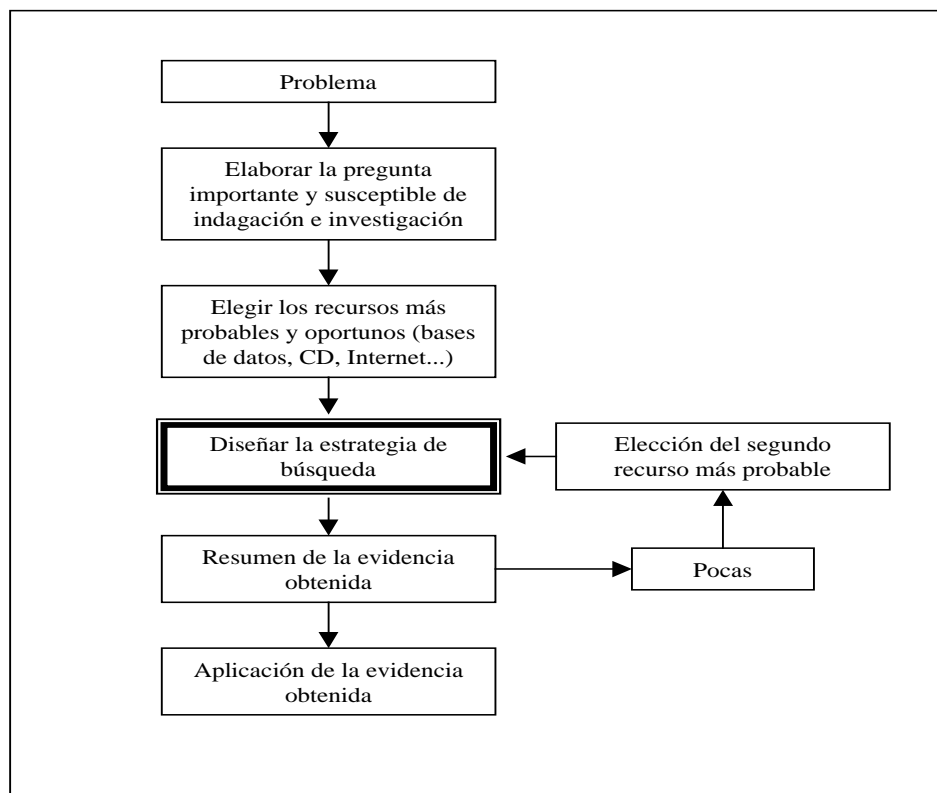 Problema
Elaborar la pregunta
importante y susceptible de
indagación e investigación
Elegir los recursos más
probables y oportunos (bases
de datos, CD, Internet...)
Diseñar la estrategia de
búsqueda
Elección del segundo
recurso más probable
Resumen de la evidencia
obtenida
Pocas
Aplicación de la evidencia
obtenida